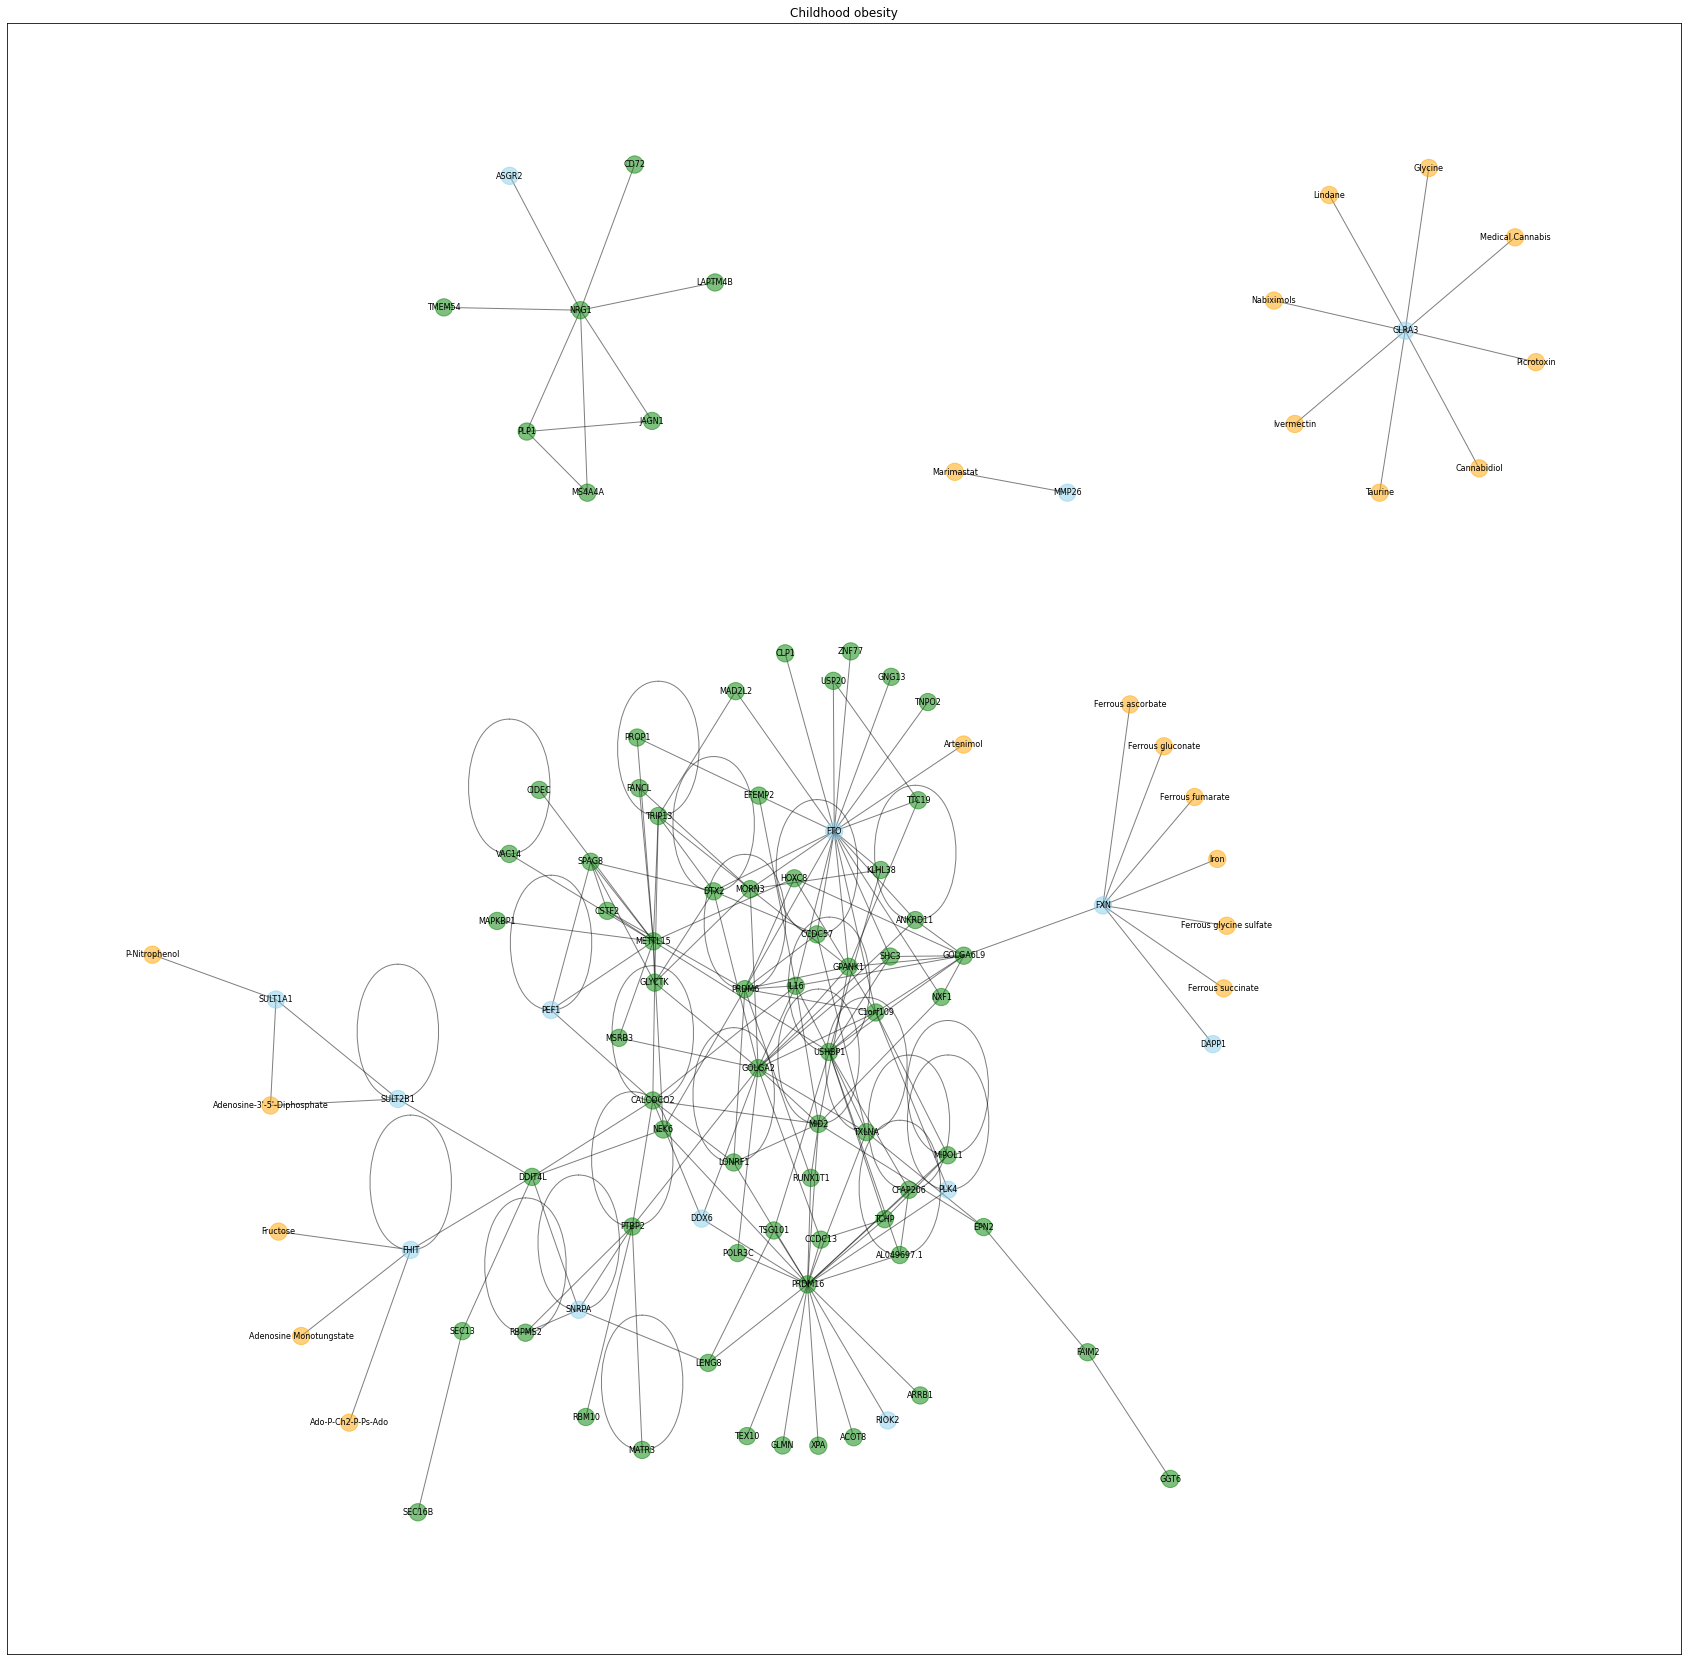 Childhood obesity
CD72
Glycine
ASGR2
Lindane
Medical Cannabis
LAPTM4B
Nabiximols
TMEM54
NRG1
GLRA3
Picrotoxin
JAGN1
Ivermectin
PLP1
Cannabidiol
Marimastat
MS4A4A
MMP26
Taurine
CLP1
ZNF77
GNG13
USP20
MAD2L2
TNPO2
Ferrous ascorbate
PROP1
Artenimol
Ferrous gluconate
FANCL
CIDEC
EFEMP2
Ferrous fumarate
TTC19
TRIP13
FTO
VAC14
Iron
SPAG8
KLHL38
HOXC8
DTX2
MORN3
FXN
CSTF2
MAPKBP1
ANKRD11
Ferrous glycine sulfate
CCDC57
METTL15
P-Nitrophenol
SHC3
GOLGA6L9
GPANK1
GLYCTK
IL16
PRDM6
Ferrous succinate
NXF1
SULT1A1
PEF1
C1orf109
MSRB3
DAPP1
USHBP1
GOLGA2
SULT2B1
CALCOCO2
Adenosine-3'-5'-Diphosphate
MID2
NEK6
TXLNA
MIPOL1
LONRF1
DDIT4L
RUNX1T1
CFAP206
PLK4
DDX6
TCHP
PTBP2
EPN2
Fructose
TSG101
CCDC13
FHIT
POLR3C
AL049697.1
PRDM16
SNRPA
SEC13
RBPMS2
Adenosine Monotungstate
FAIM2
LENG8
ARRB1
RBM10
RIOK2
Ado-P-Ch2-P-Ps-Ado
TEX10
ACOT8
GLMN
XPA
MATR3
GGT6
SEC16B